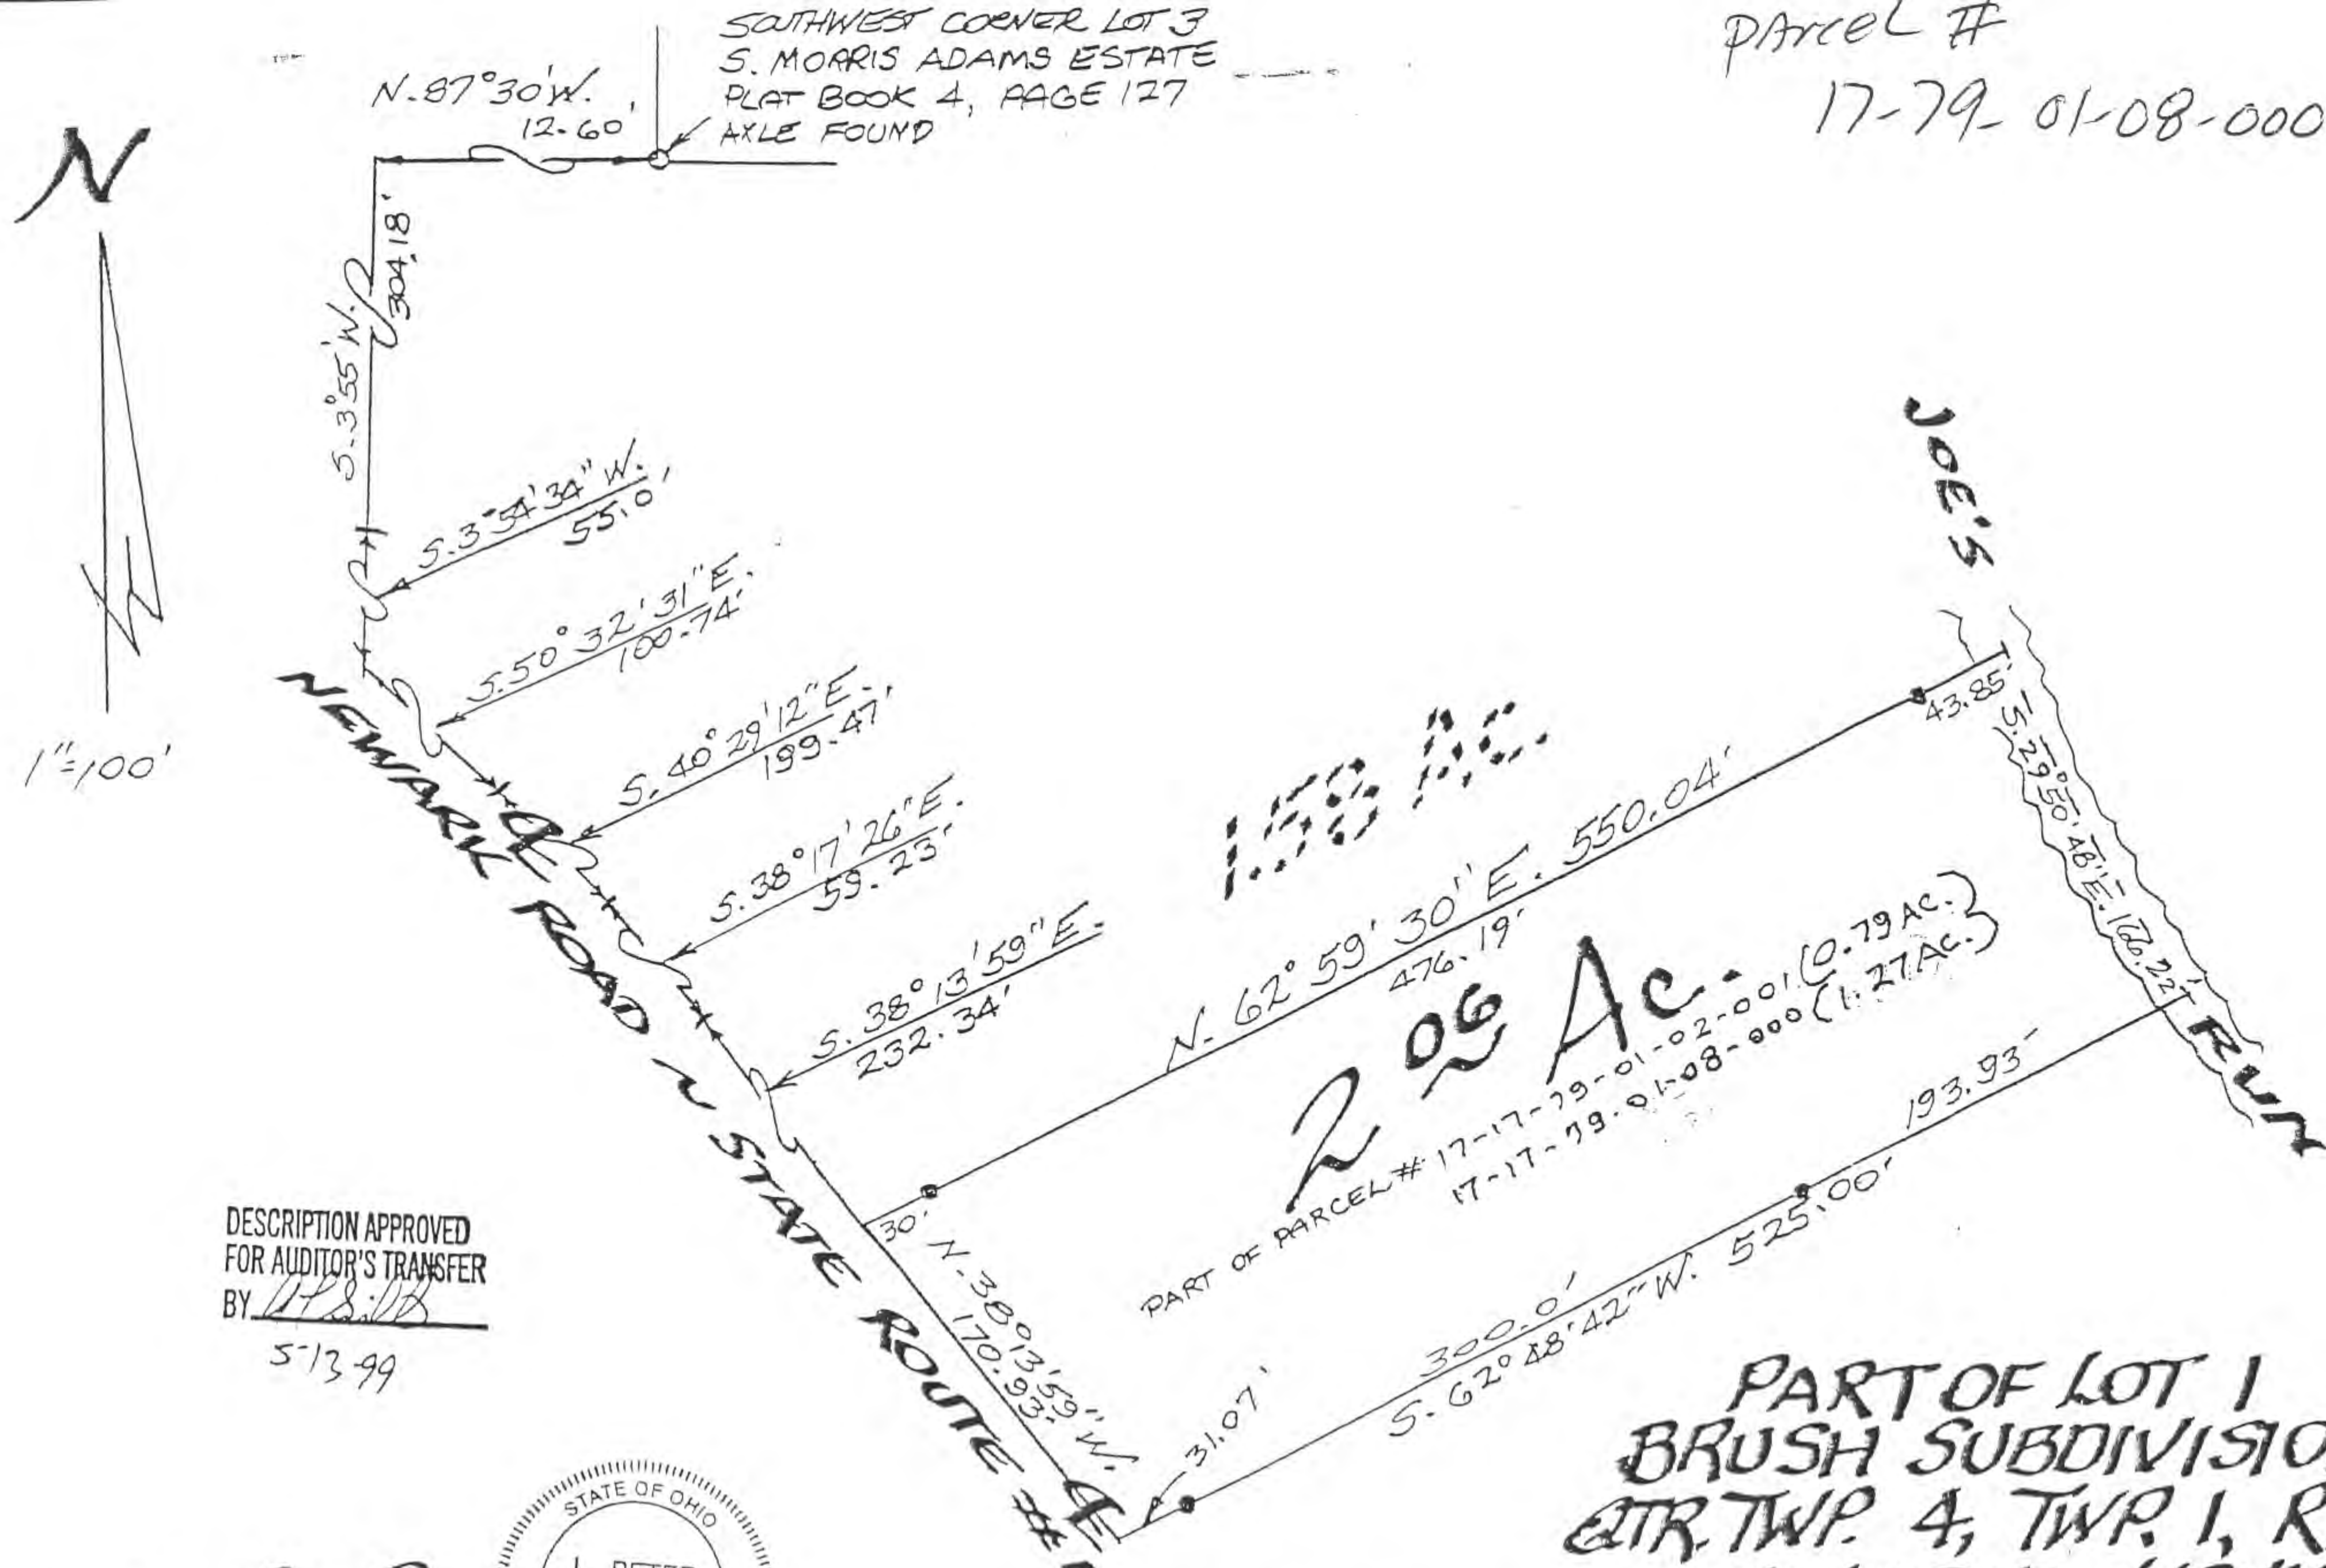 SOUTHWEST CORNER LOT 3
S. MORRIS ADAMS ESTATE
PLAT BOOK 4, PAGE 127
AXLE FOUND
Parcel #
17-79-01-08-000
N. 87°30'W.
12.60'
N
1"=100'
S.3°55'W.
304.18'
S.3°54'34"W.
55.0'
S.50°32'31"E.
100.74'
S.40°29'12"E.
199.47'
S.38°17'26"E.
59.23'
S.38°13'59"E.
232.34'
NEWARK ROAD ~ STATE ROUTE #
JOE'S RUN
1.58 AC.
43.85'
S.29°50'48"E. 166.22'
N. 62°59'30"E. 550.04'
476.19'
2.06 Ac.
PART OF PARCEL # 17-17-79-01-02-001 (0.79 AC.)
17-17-79-01-08-000 (1.27 AC.)
193.93'
30'
N.38°13'59"W.
170.93'
300.0'
S. 62°48'42"W. 525.00'
31.07'
DESCRIPTION APPROVED
FOR AUDITOR'S TRANSFER
BY
5-13-99
STATE OF OHIO
PART OF LOT 1
BRUSH SUBDIVISIO
QTR. TWP. 4, TWP. 1, R